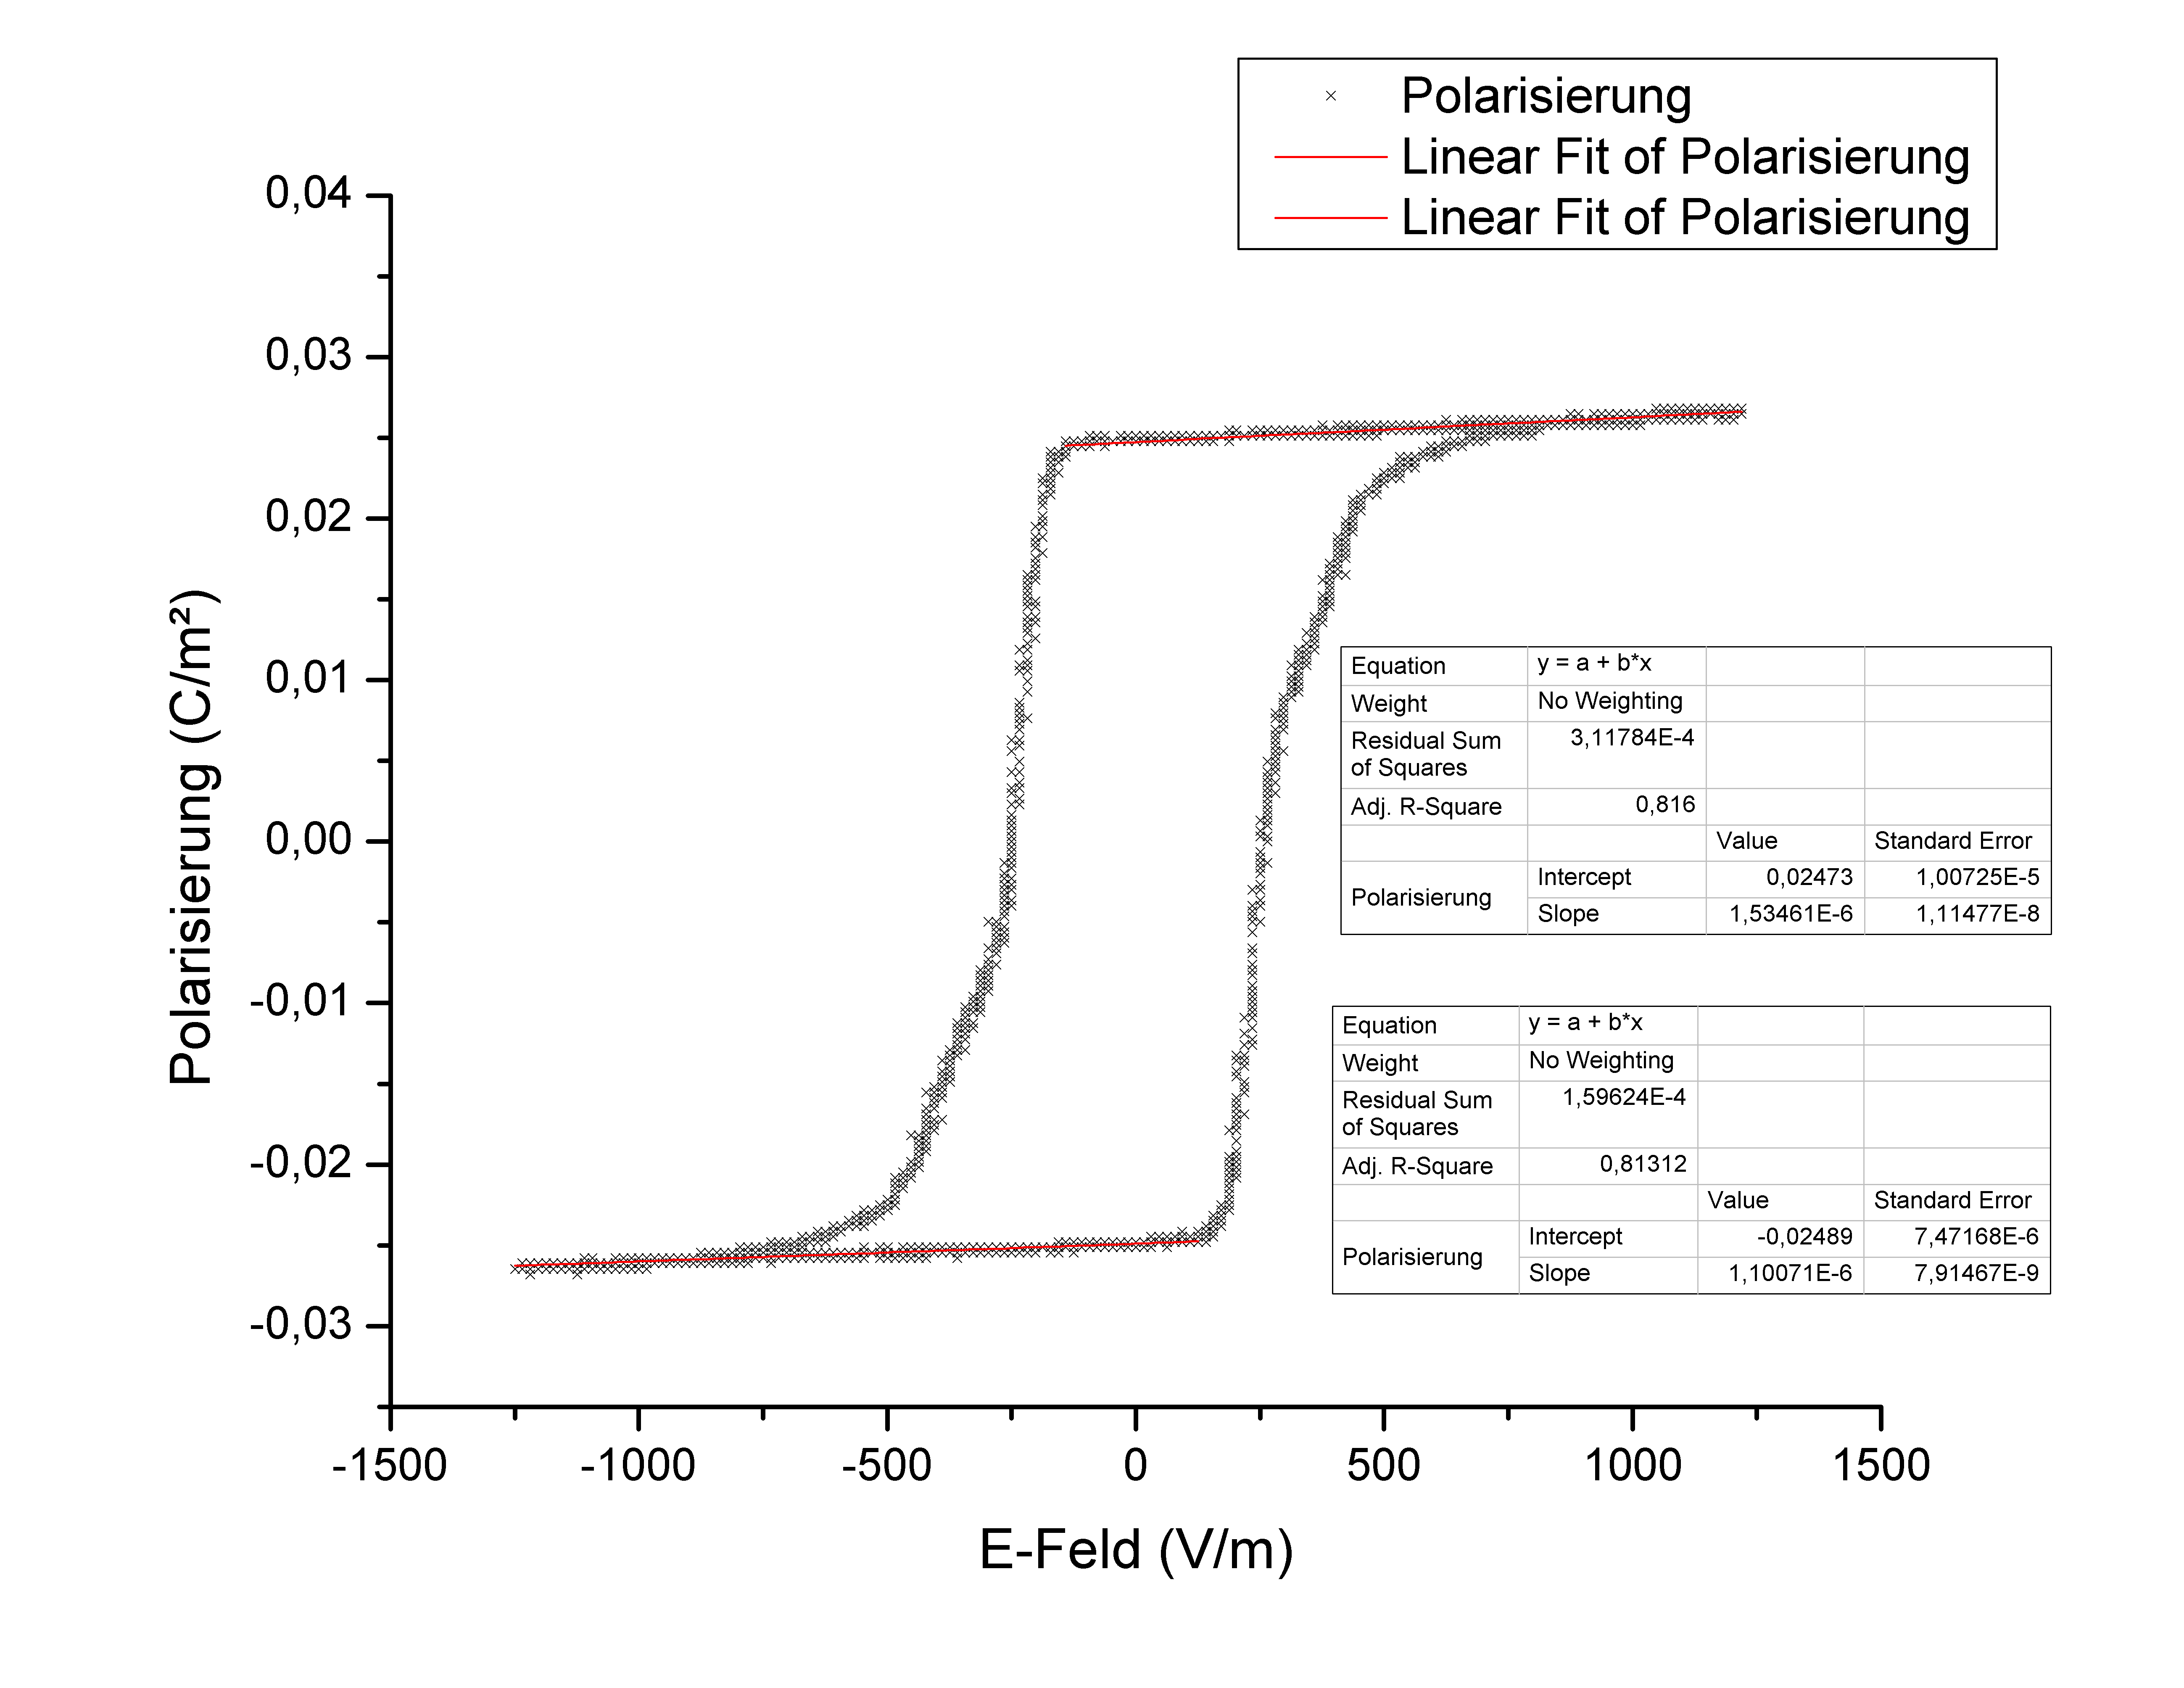 Polarisierung
Linear Fit of Polarisierung
Linear Fit of Polarisierung
0,04
0,03
0,02
0,01
0,00
-0,01
-0,02
-0,03
Polarisierung (C/m²)
Equation y = a + b*x
Weight No Weighting
Residual Sum 3,11784E-4
of Squares
Adj. R-Square 0,816
Value Standard Error
Polarisierung
Intercept 0,02473 1,00725E-5
Slope 1,53461E-6 1,11477E-8
Equation y = a + b*x
Weight No Weighting
Residual Sum 1,59624E-4
of Squares
Adj. R-Square 0,81312
Value Standard Error
Polarisierung
Intercept -0,02489 7,47168E-6
Slope 1,10071E-6 7,91467E-9
-1500 -1000 -500 0 500 1000 1500
E-Feld (V/m)